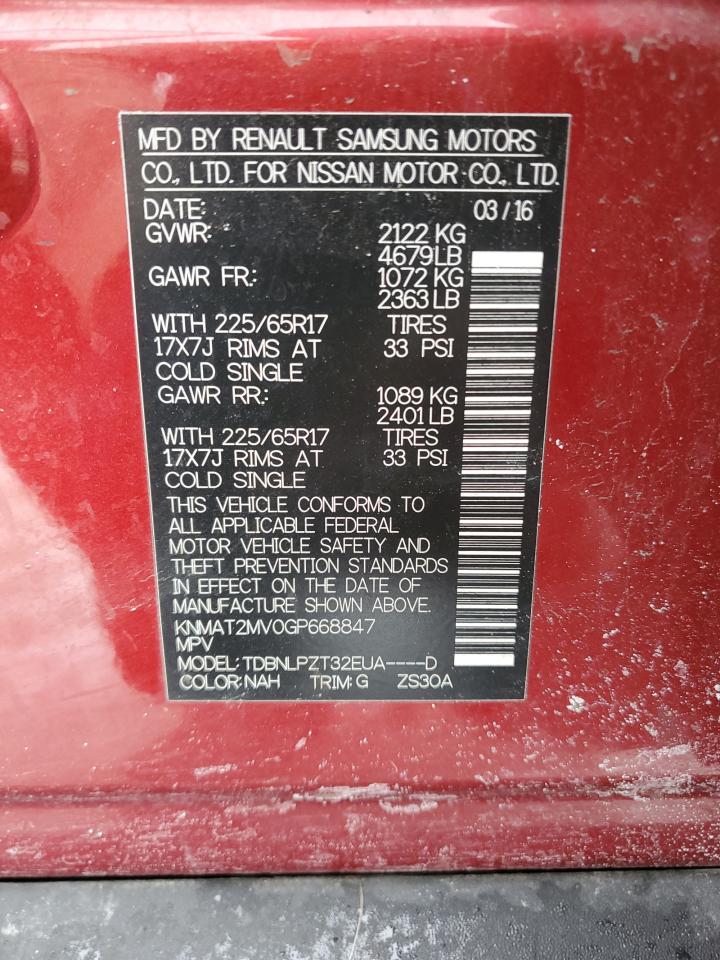 MFD BY RENAULT SAMSUNG MOTORS
CO., LTD. FOR NISSAN MOTOR CO., LTD.
DATE: 03/16
GVWR: 2122 KG
4679LB
GAWR FR: 1072 KG
2363 LB
WITH 225/65R17 TIRES
17X7J RIMS AT 33 PSI
COLD SINGLE
GAWR RR: 1089 KG
2401 LB
WITH 225/65R17 TIRES
17X7J RIMS AT 33 PSI
COLD SINGLE
THIS VEHICLE CONFORMS TO
ALL APPLICABLE FEDERAL
MOTOR VEHICLE SAFETY AND
THEFT PREVENTION STANDARDS
IN EFFECT ON THE DATE OF
MANUFACTURE SHOWN ABOVE.
KNMAT2MV0GP668847
MPV
MODEL: TDBNLPZT32EUA----D
COLOR: NAH TRIM: G ZS30A